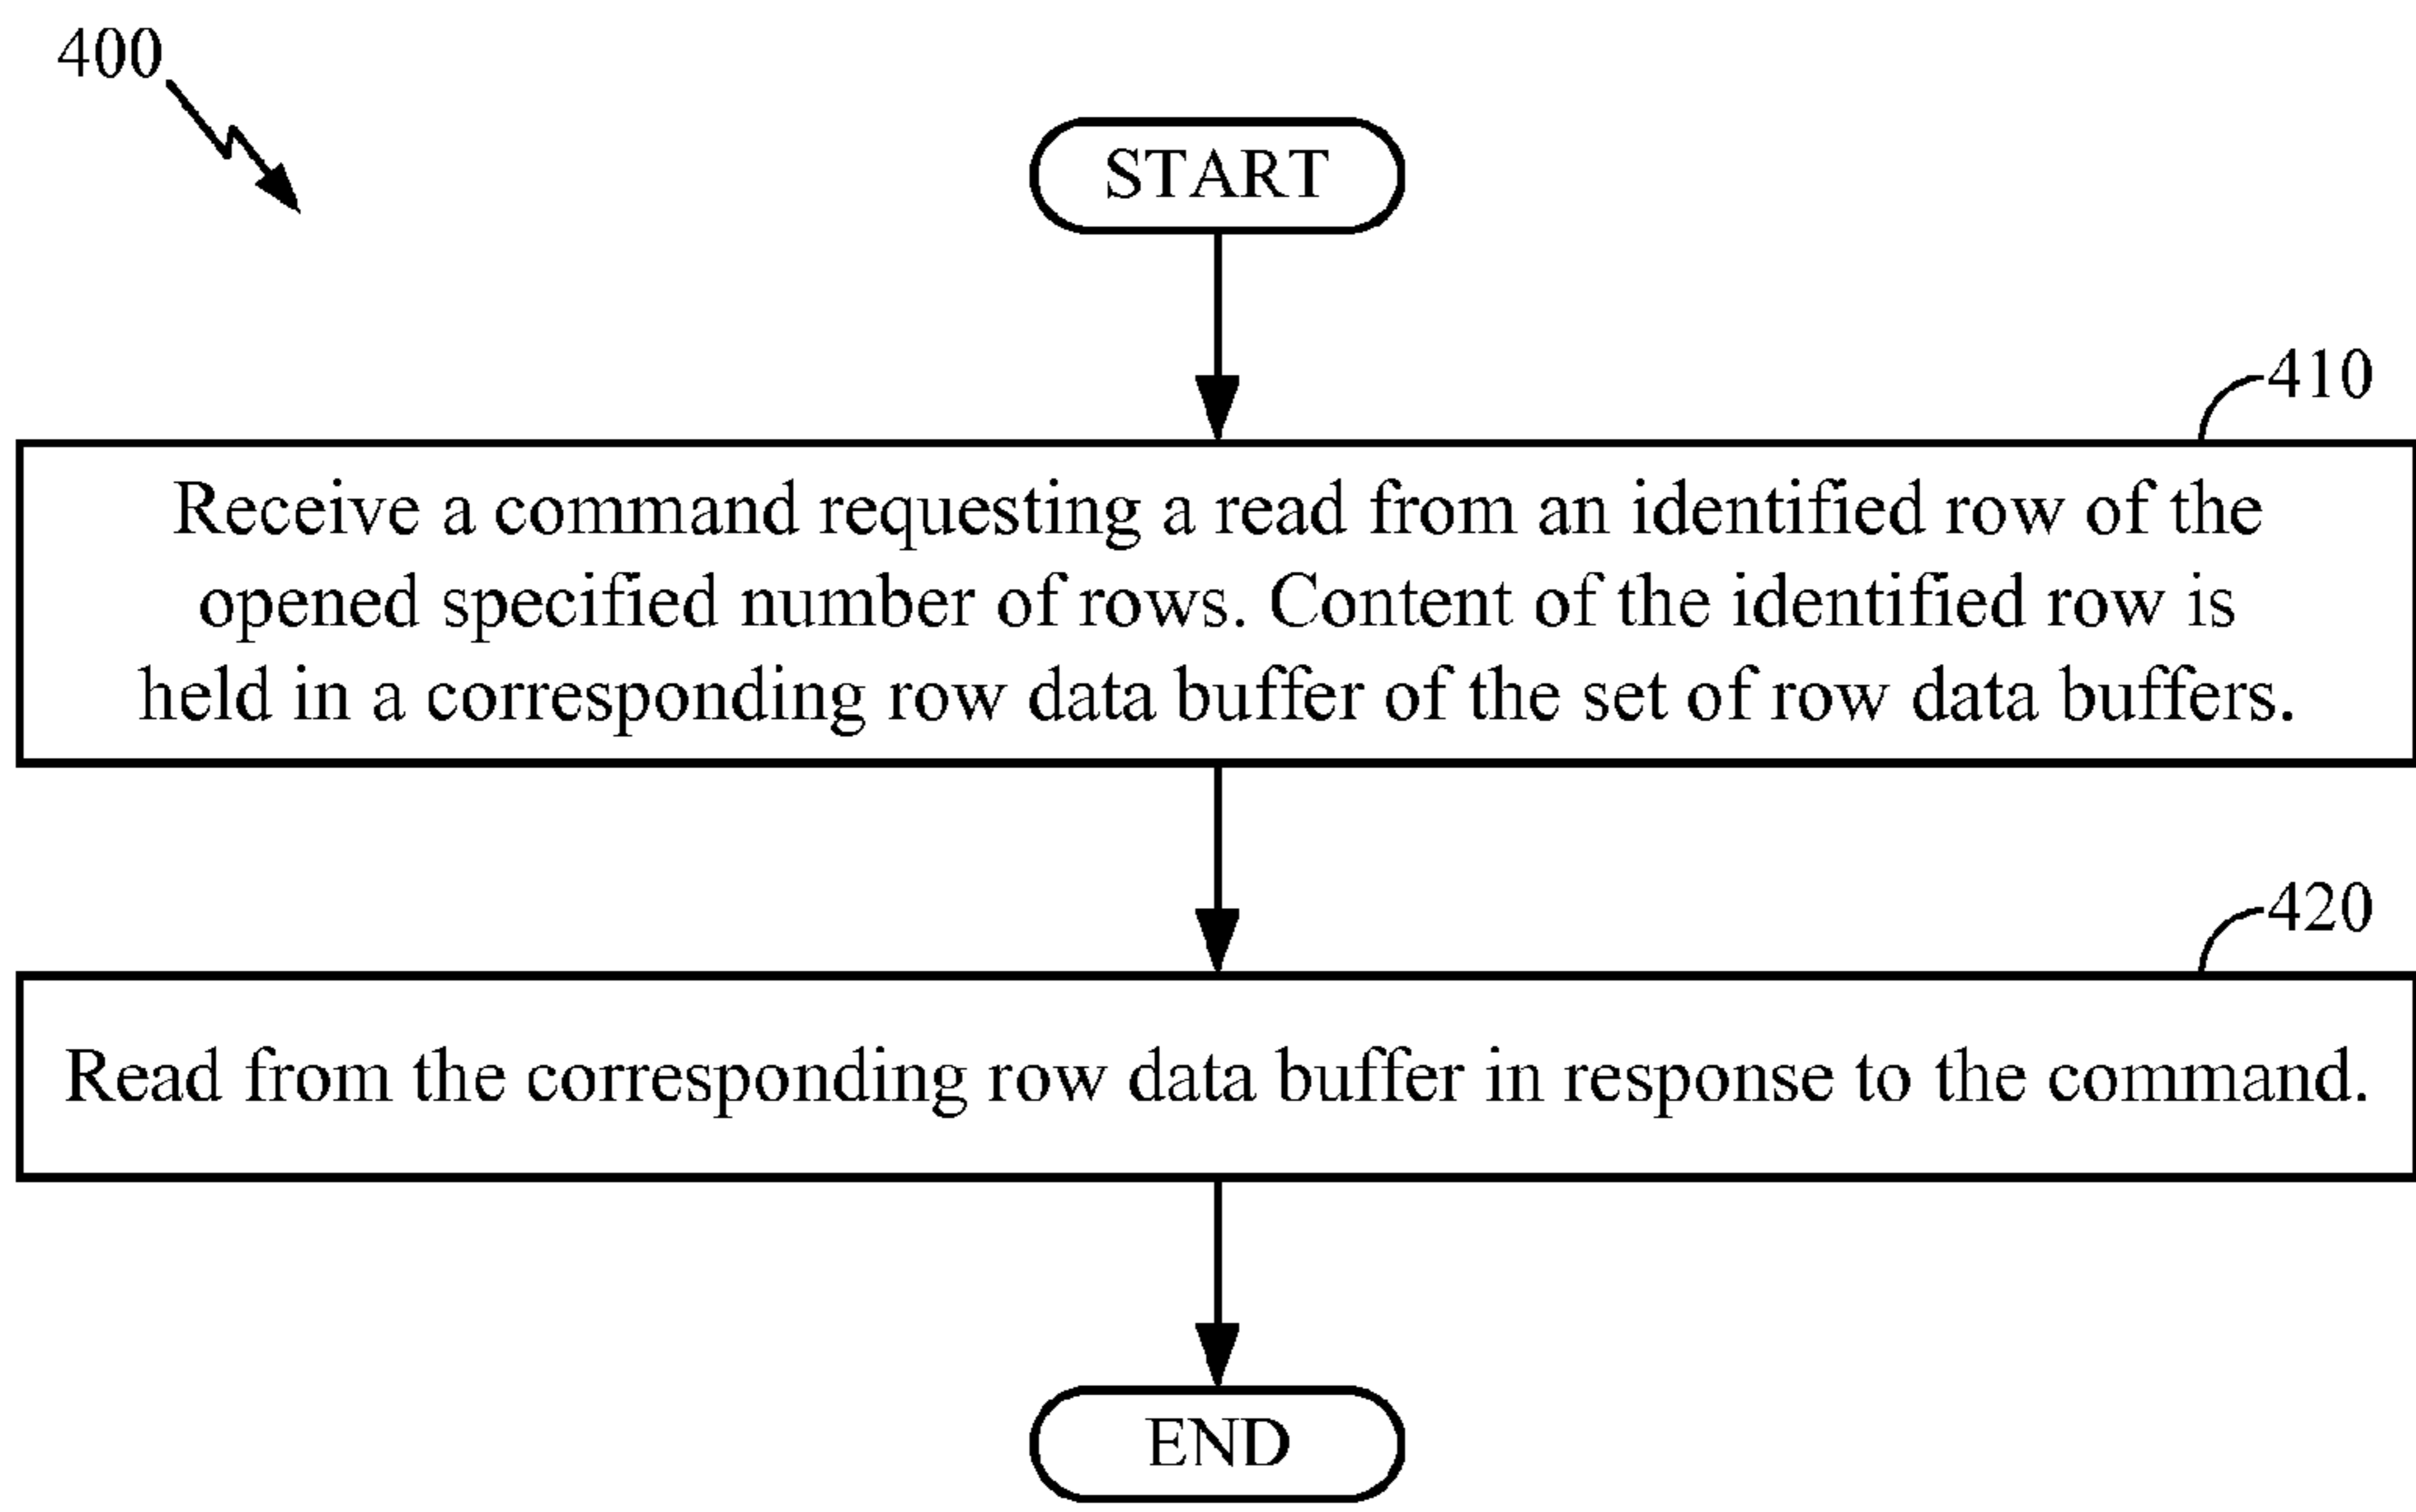 400
START
410
Receive a command requesting a read from an identified row of the
opened specified number of rows. Content of the identified row is
held in a corresponding row data buffer of the set of row data buffers.
420
Read from the corresponding row data buffer in response to the command.
END